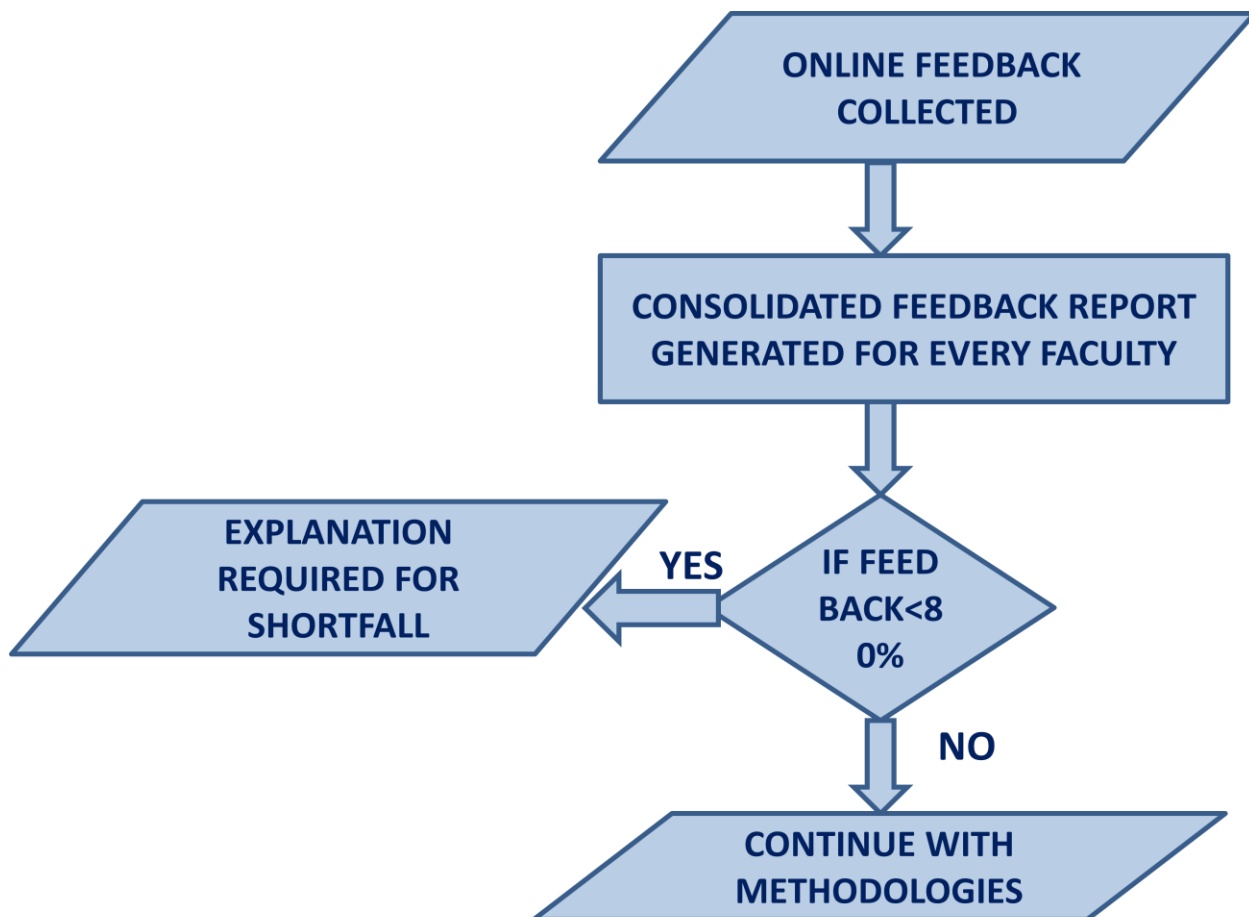 ONLINE FEEDBACK
COLLECTED
CONSOLIDATED FEEDBACK REPORT
GENERATED FOR EVERY FACULTY
EXPLANATION
REQUIRED FOR
SHORTFALL
YES
IF FEED
BACK<8
0%
NO
CONTINUE WITH
METHODOLOGIES